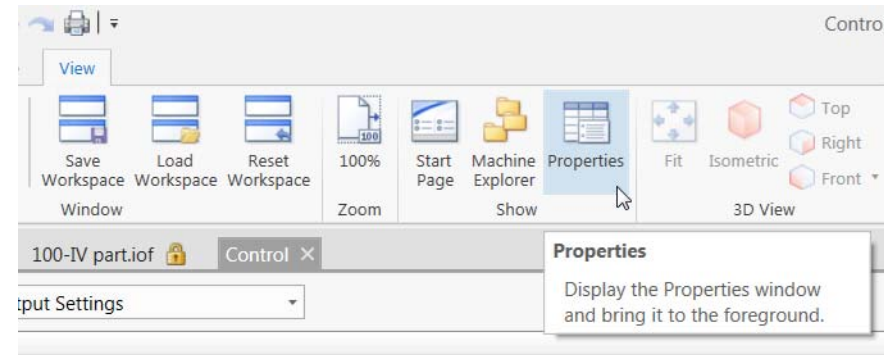 Contro
View
100
Save Workspace
Load Workspace
Reset Workspace
100%
Start Page
Machine Explorer
Properties
Fit
Isometric
Top
Right
Front
Window
Zoom
Show
3D View
100-IV part.iof
Control
Properties
tput Settings
Display the Properties window
and bring it to the foreground.